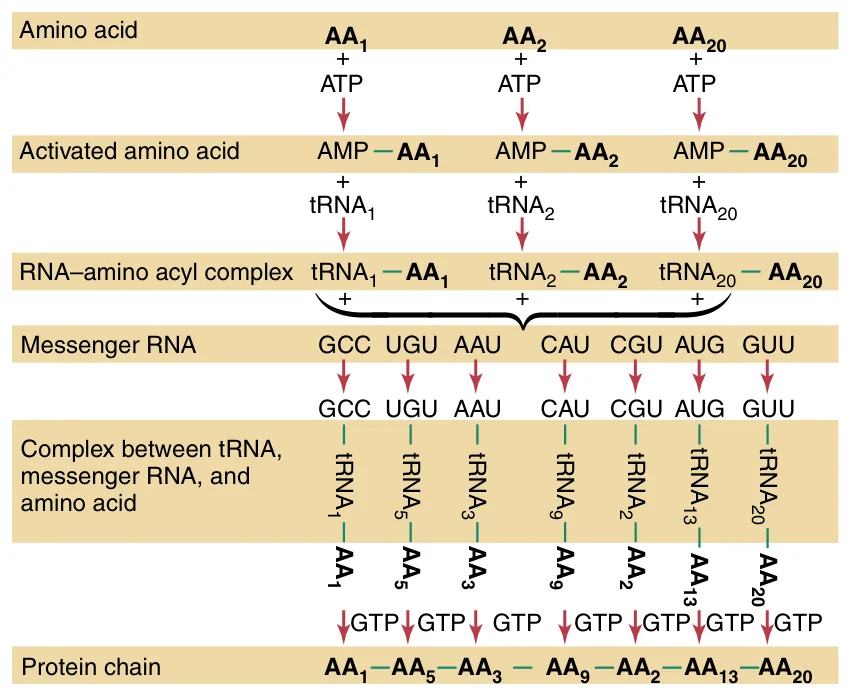 Amino acid AA1 AA2 AA20
+ + +
ATP ATP ATP
Activated amino acid AMP AA1 AMP AA2 AMP AA20
+ + +
tRNA1 tRNA2 tRNA20
RNA–amino acyl complex tRNA1 AA1 tRNA2 AA2 tRNA20 AA20
+ + +
Messenger RNA GCC UGU AAU CAU CGU AUG GUU
GCC UGU AAU CAU CGU AUG GUU
Complex between tRNA,
messenger RNA, and
amino acid
tRNA1 tRNA5 tRNA3 tRNA9 tRNA2 tRNA13 tRNA20
AA1 AA5 AA3 AA9 AA2 AA13 AA20
GTP GTP GTP GTP GTP GTP GTP
Protein chain AA1 AA5 AA3 AA9 AA2 AA13 AA20